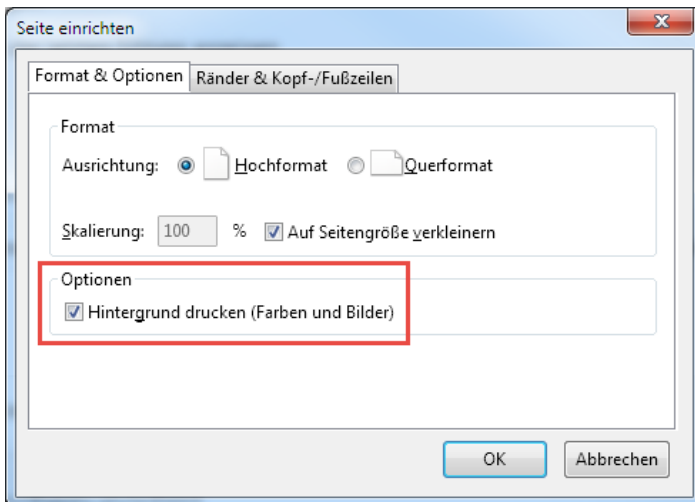 Seite einrichten
Format & Optionen Ränder & Kopf-/Fußzeilen
Format
Ausrichtung: Hochformat Querformat
Skalierung: 100 % Auf Seitengröße verkleinern
Optionen
Hintergrund drucken (Farben und Bilder)
OK Abbrechen